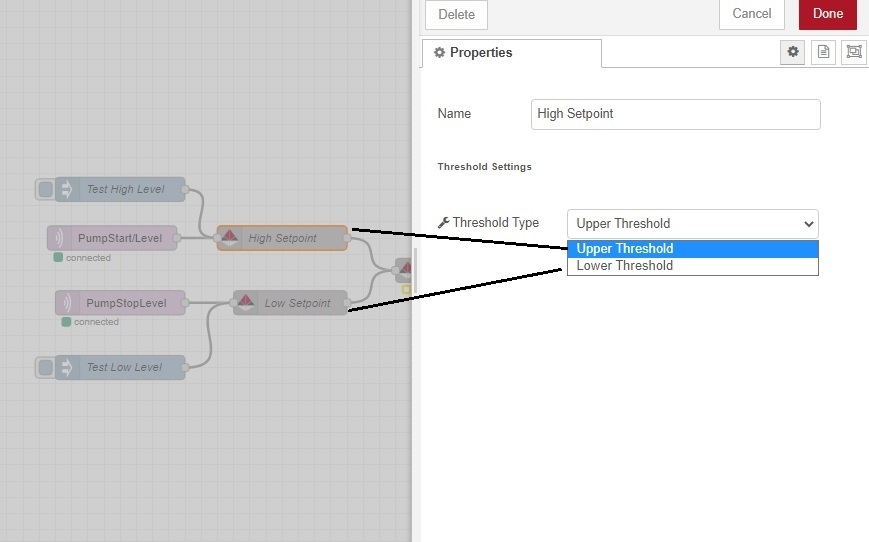 Delete
Cancel
Done
Properties
Name
High Setpoint
Threshold Settings
Threshold Type
Upper Threshold
Upper Threshold
Lower Threshold
Test High Level
PumpStart/Level
High Setpoint
connected
PumpStopLevel
Low Setpoint
connected
Test Low Level